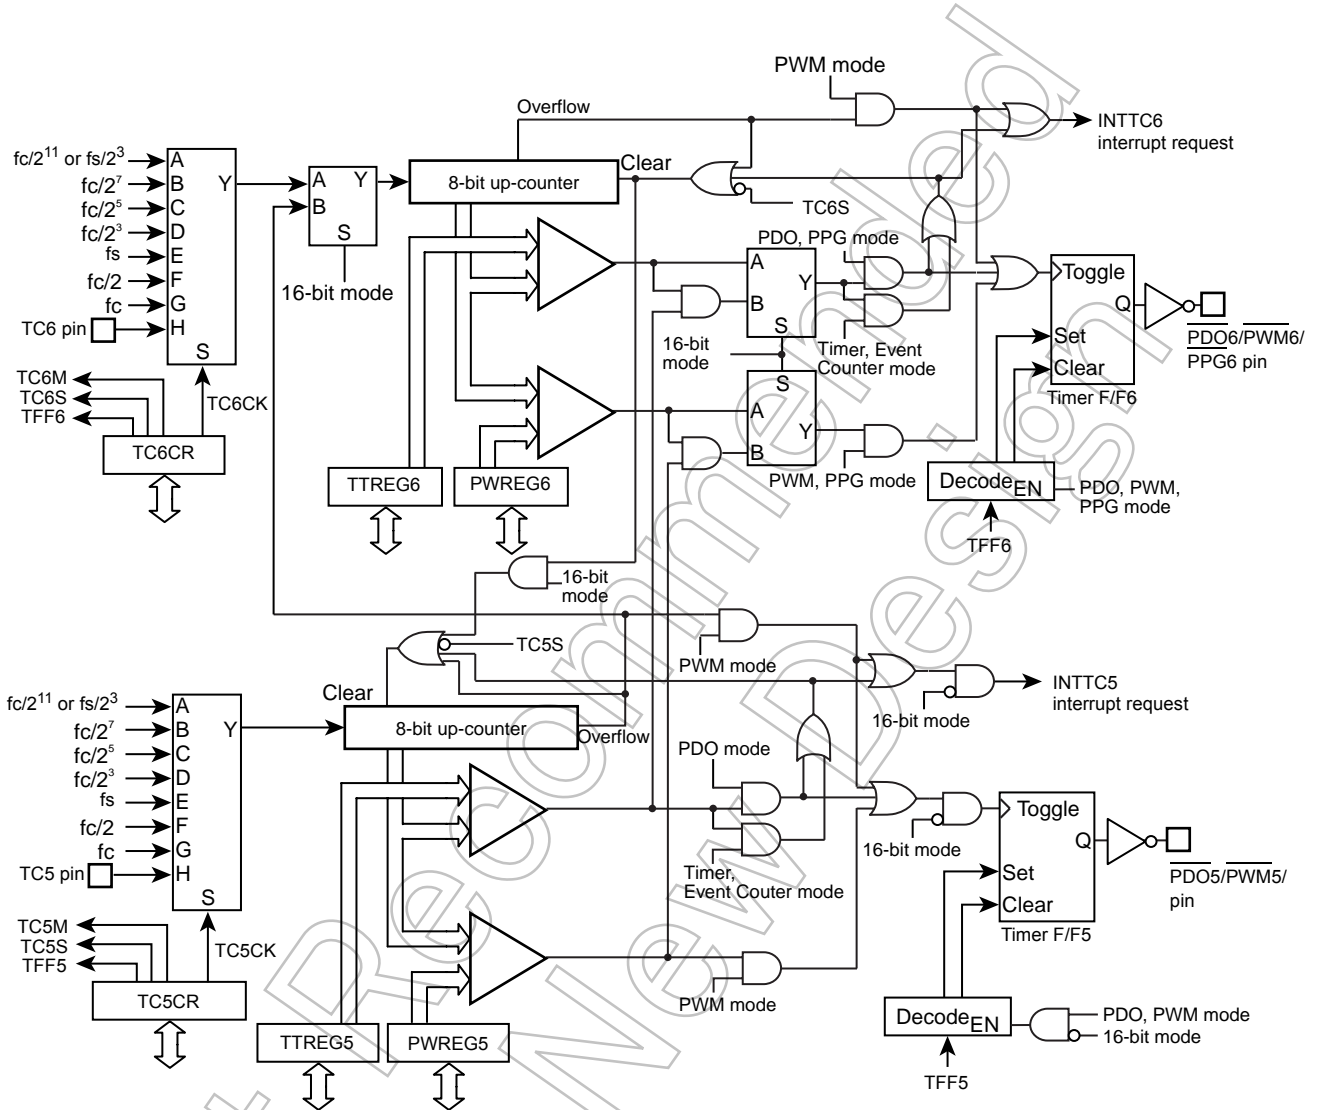 PWM mode
Overflow
INTTC6
interrupt request
fc/2¹¹ or fs/2³
A
fc/2⁷
B
Y
fc/2⁵
C
fc/2³
D
fs
E
fc/2
F
fc
G
TC6 pin
H
S
A
Y
B
S
16-bit mode
8-bit up-counter
Clear
TC6S
PDO, PPG mode
A
Y
B
S
16-bit
mode
Timer, Event
Counter mode
S
A
Y
B
PWM, PPG mode
Toggle
Q
Set
Clear
Timer F/F6
PDO6/PWM6/
PPG6 pin
TC6M
TC6S
TFF6
TC6CK
TC6CR
TTREG6
PWREG6
Decode EN
PDO, PWM,
PPG mode
TFF6
16-bit
mode
TC5S
PWM mode
16-bit mode
INTTC5
interrupt request
fc/2¹¹ or fs/2³
A
fc/2⁷
B
Y
fc/2⁵
C
fc/2³
D
fs
E
fc/2
F
fc
G
TC5 pin
H
S
Clear
8-bit up-counter
Overflow
PDO mode
Timer,
Event Couter mode
16-bit mode
Toggle
Q
Set
Clear
Timer F/F5
PDO5/PWM5/
pin
TC5M
TC5S
TFF5
TC5CK
TC5CR
TTREG5
PWREG5
PWM mode
Decode EN
PDO, PWM mode
16-bit mode
TFF5
Recommended
New Design